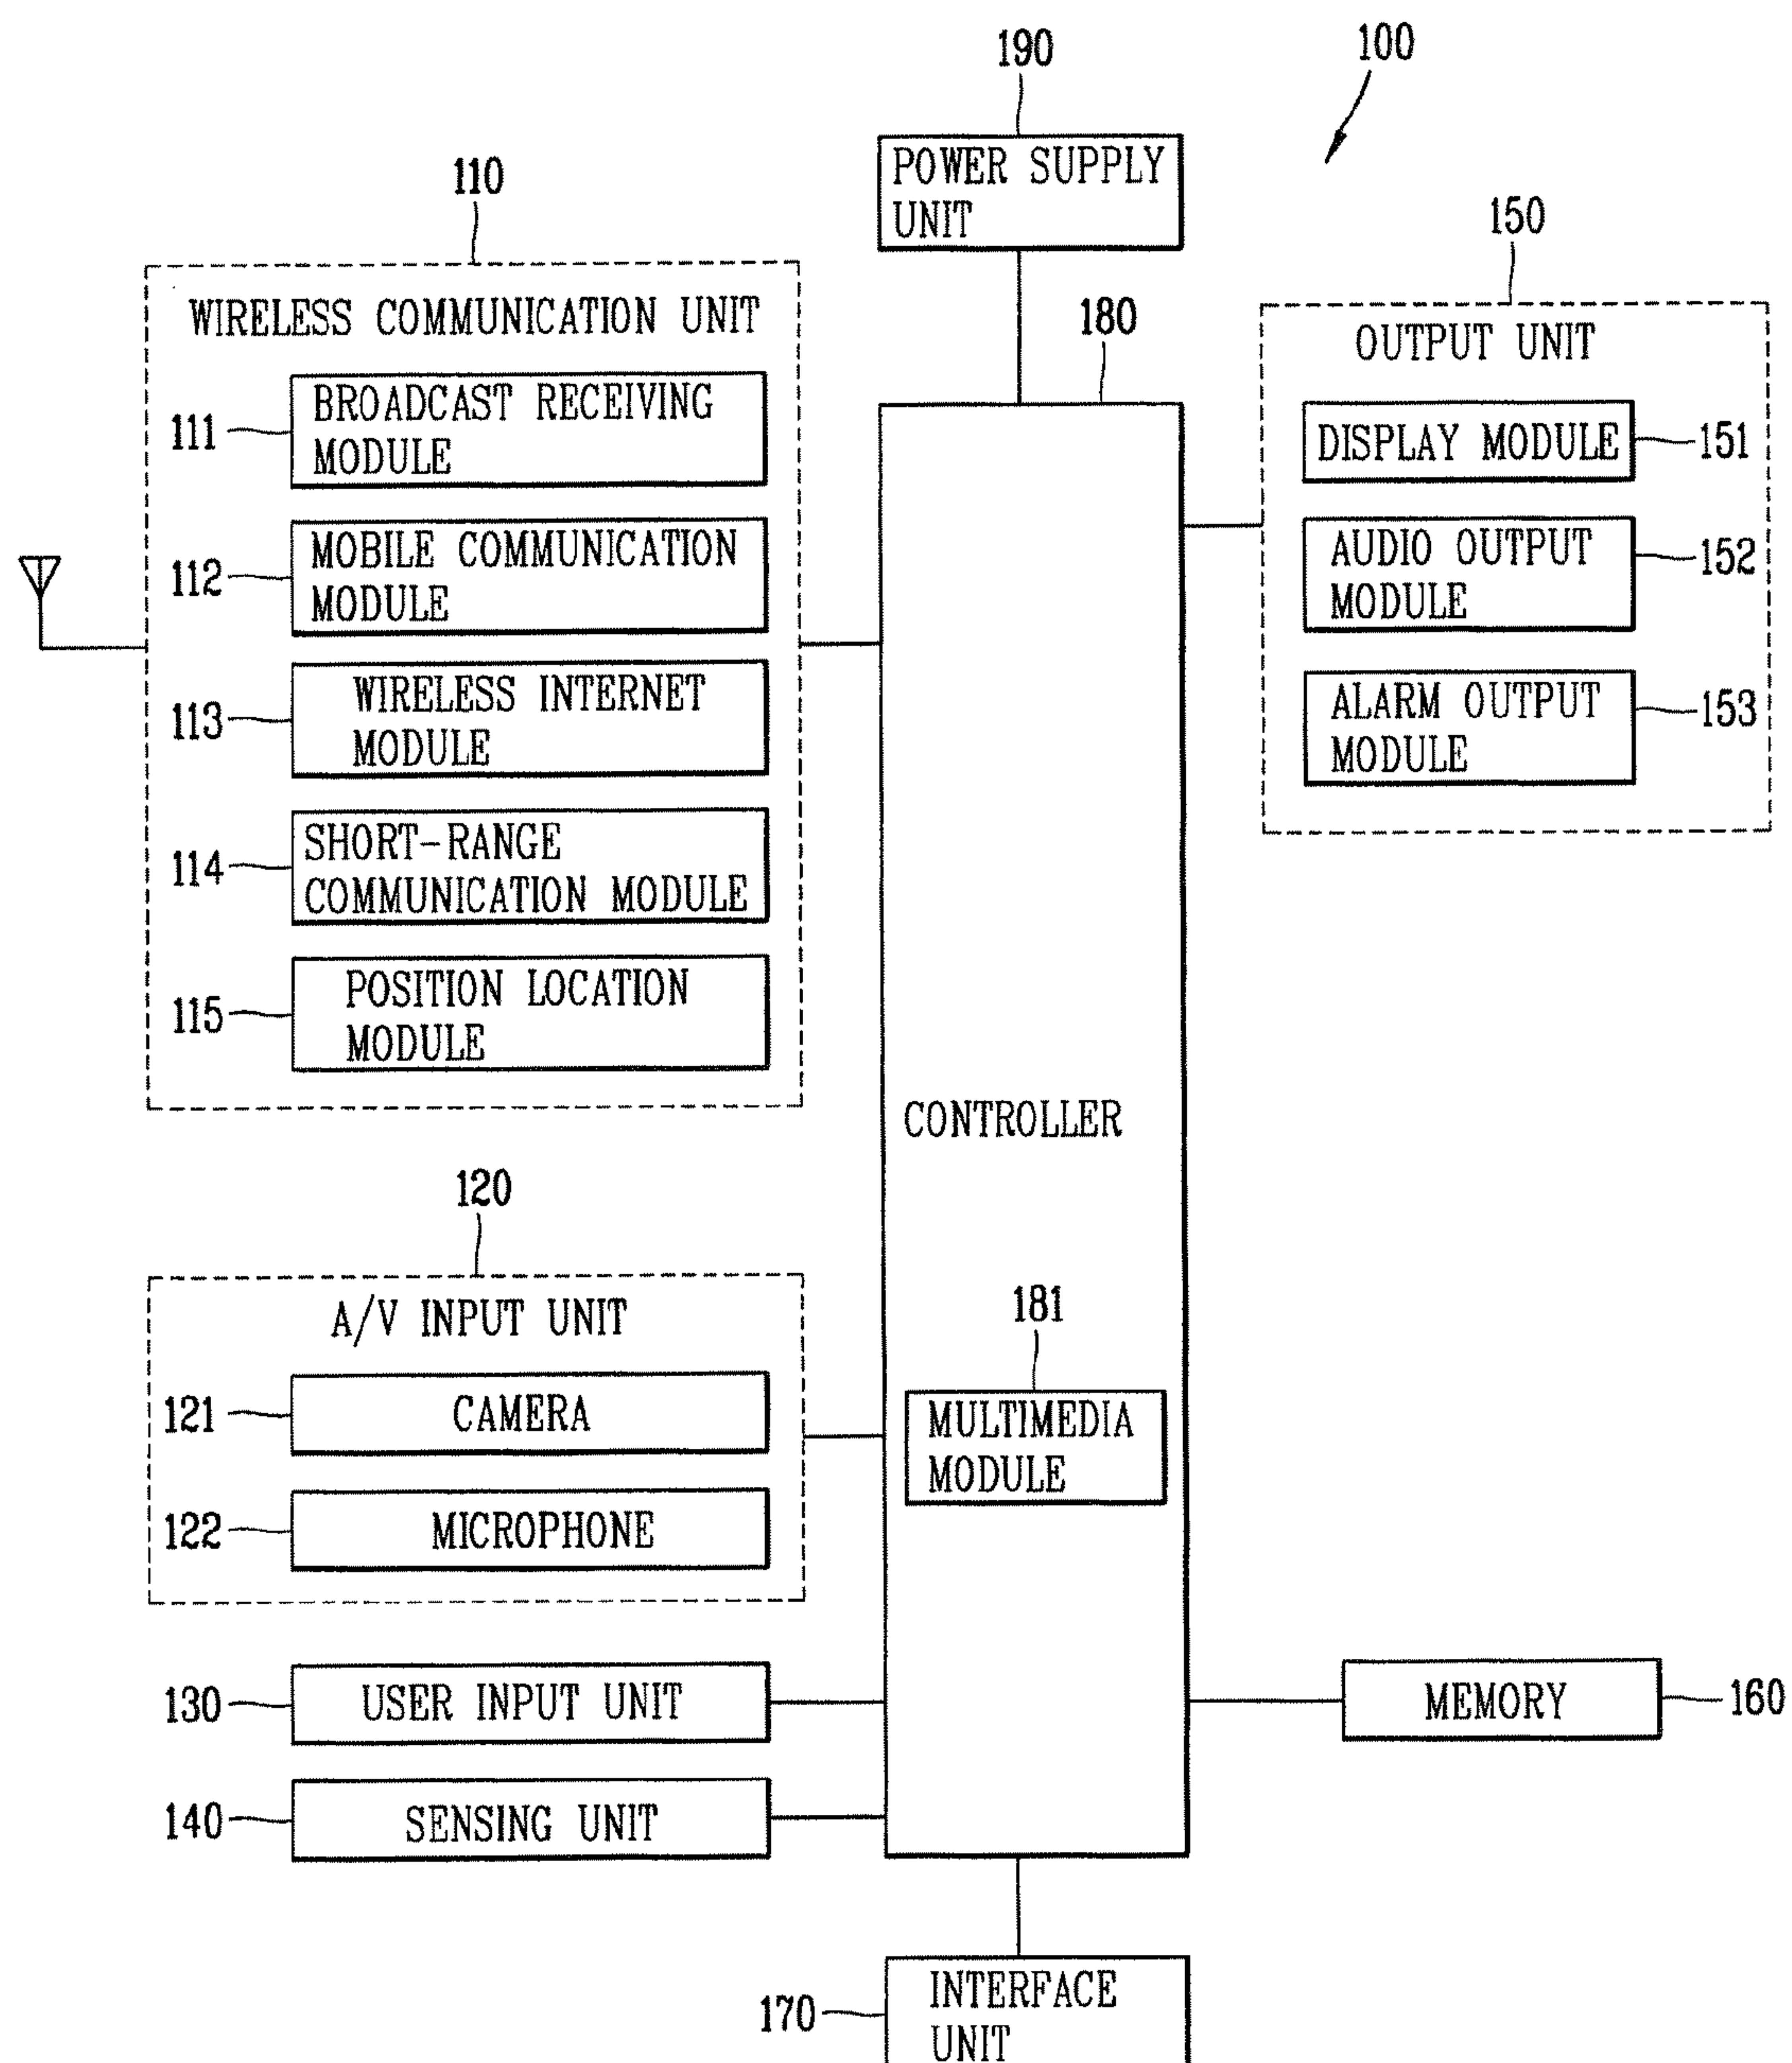 190
100
POWER SUPPLY
UNIT
110
WIRELESS COMMUNICATION UNIT
111
BROADCAST RECEIVING
MODULE
112
MOBILE COMMUNICATION
MODULE
113
WIRELESS INTERNET
MODULE
114
SHORT-RANGE
COMMUNICATION MODULE
115
POSITION LOCATION
MODULE
150
OUTPUT UNIT
DISPLAY MODULE
151
AUDIO OUTPUT
MODULE
152
ALARM OUTPUT
MODULE
153
180
CONTROLLER
181
MULTIMEDIA
MODULE
120
A/V INPUT UNIT
121
CAMERA
122
MICROPHONE
130
USER INPUT UNIT
140
SENSING UNIT
MEMORY
160
170
INTERFACE
UNIT